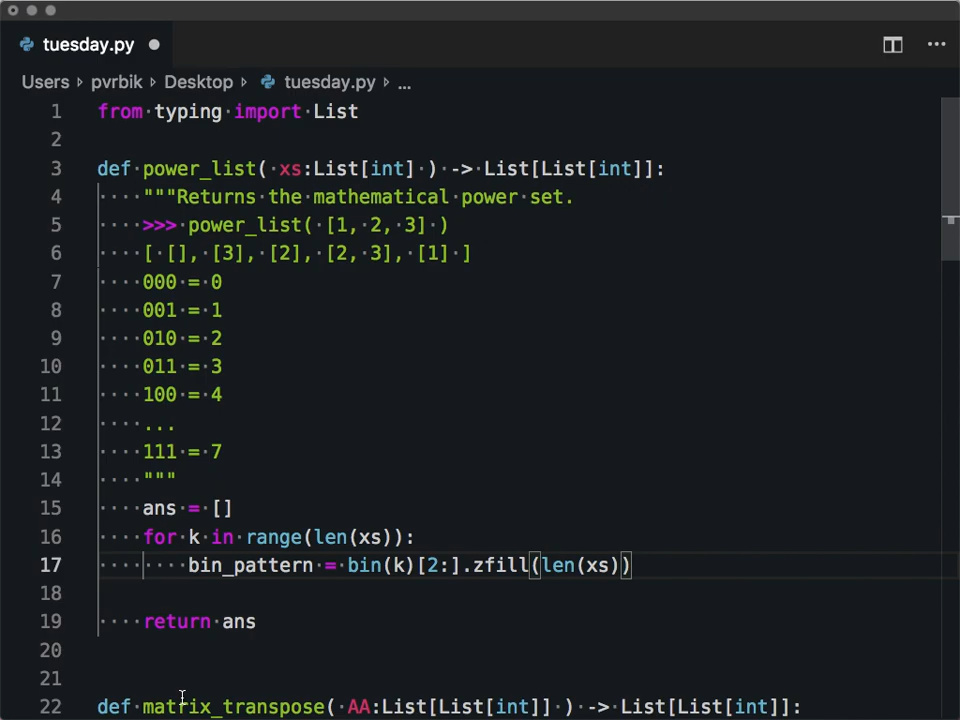 tuesday.py
Users › pvrbik › Desktop › tuesday.py › ...
1 from typing import List
2
3 def power_list( xs:List[int] ) -> List[List[int]]:
4 """Returns the mathematical power set.
5 >>> power_list( [1, 2, 3] )
6 [ [], [3], [2], [2, 3], [1] ]
7 000 = 0
8 001 = 1
9 010 = 2
10 011 = 3
11 100 = 4
12 ...
13 111 = 7
14 """
15 ans = []
16 for k in range(len(xs)):
17 bin_pattern = bin(k)[2:].zfill(len(xs))
18
19 return ans
20
21
22 def matrix_transpose( AA:List[List[int]] ) -> List[List[int]]: